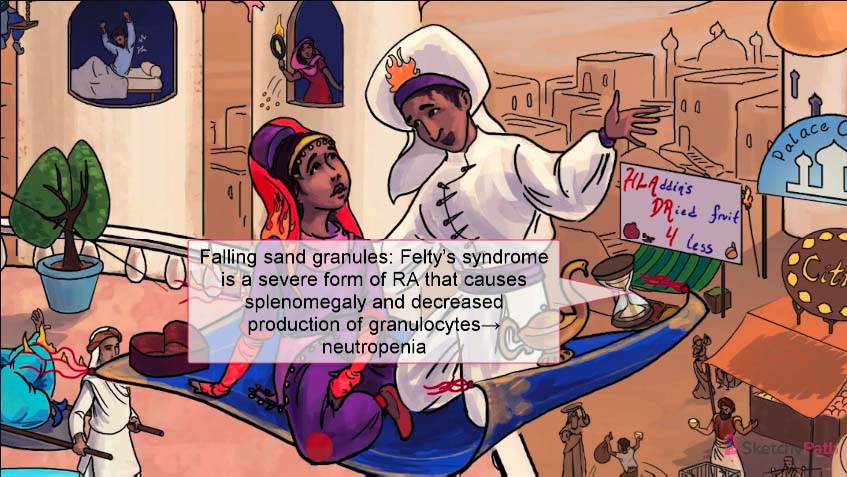 Palace C
HLAddin's
DRied fruit
4 less
Citr
Falling sand granules: Felty's syndrome
is a severe form of RA that causes
splenomegaly and decreased
production of granulocytes→
neutropenia
SketchyPath